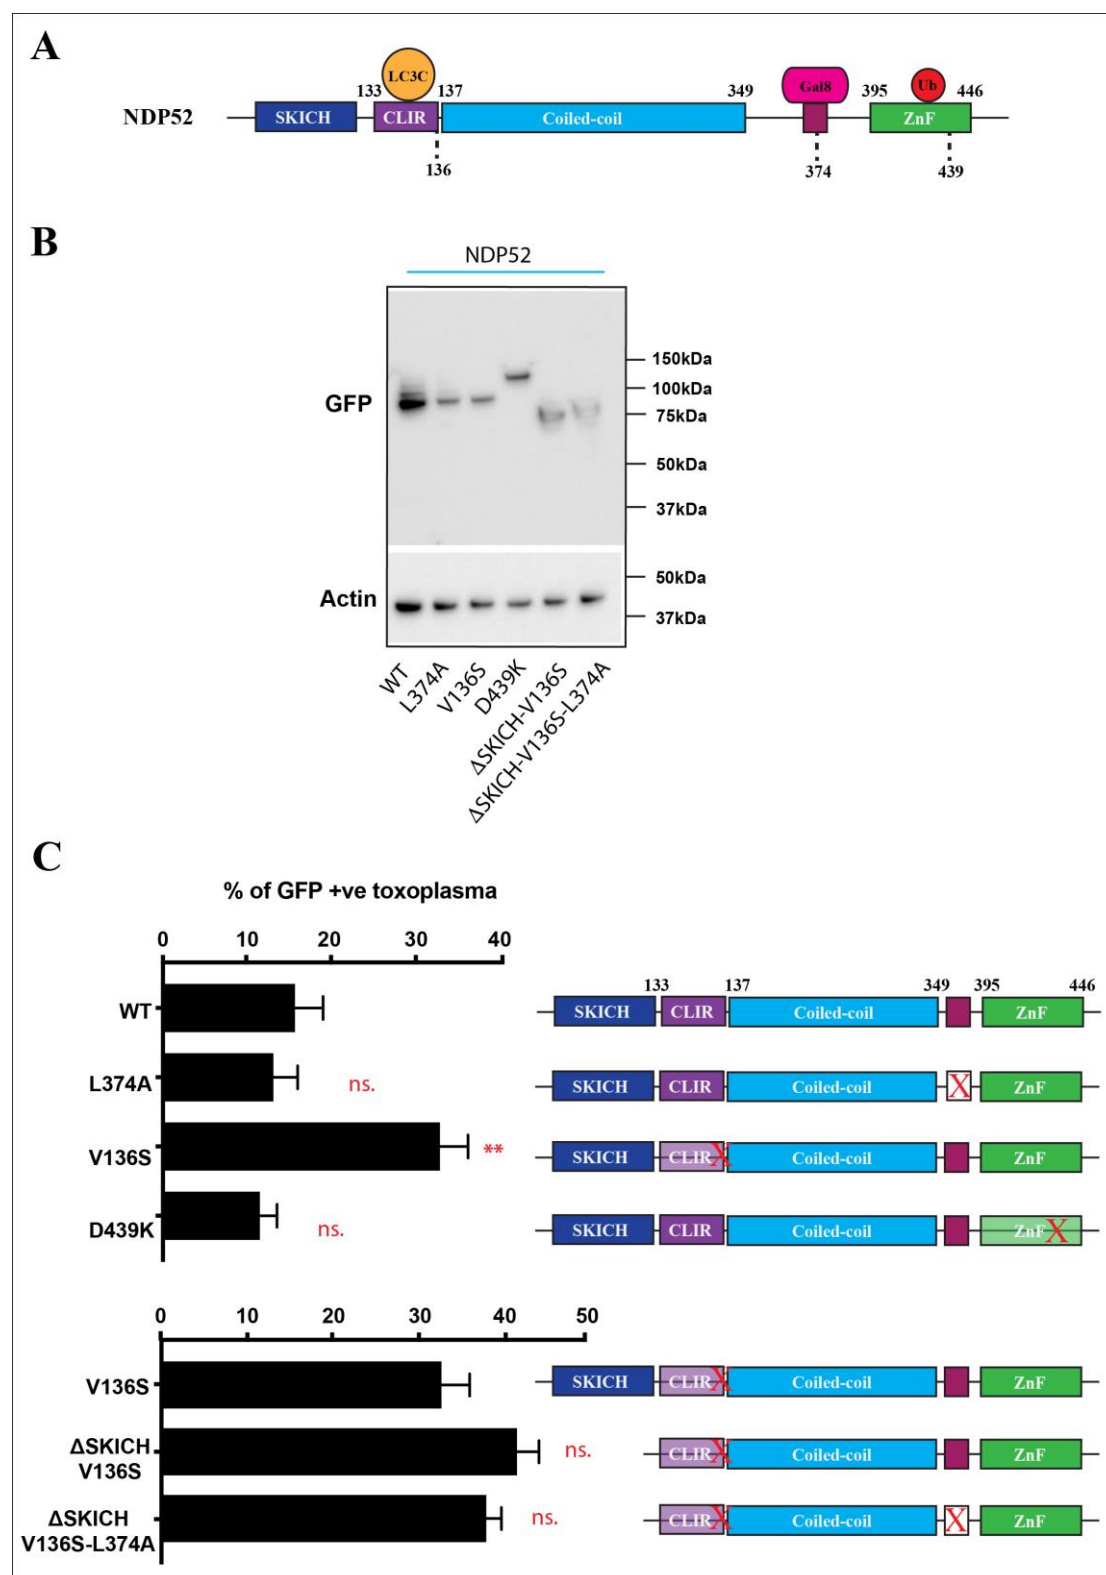 A
LC3C
133 137 349 Gal8 395 Ub 446
NDP52 SKICH CLIR Coiled-coil ZnF
136 374 439
B
NDP52
150kDa
100kDa
GFP
75kDa
50kDa
37kDa
50kDa
Actin
37kDa
WT
L374A
V136S
D439K
ΔSKICH-V136S
ΔSKICH-V136S-L374A
C
% of GFP +ve toxoplasma
0 10 20 30 40
133 137 349 395 446
WT SKICH CLIR Coiled-coil ZnF
L374A ns. SKICH CLIR Coiled-coil X ZnF
V136S ** SKICH CLIR X Coiled-coil ZnF
D439K ns. SKICH CLIR Coiled-coil ZnF X
0 10 20 30 40 50
V136S SKICH CLIR X Coiled-coil ZnF
ΔSKICH
V136S ns. CLIR X Coiled-coil ZnF
ΔSKICH ns. CLIR X Coiled-coil X ZnF
V136S-L374A